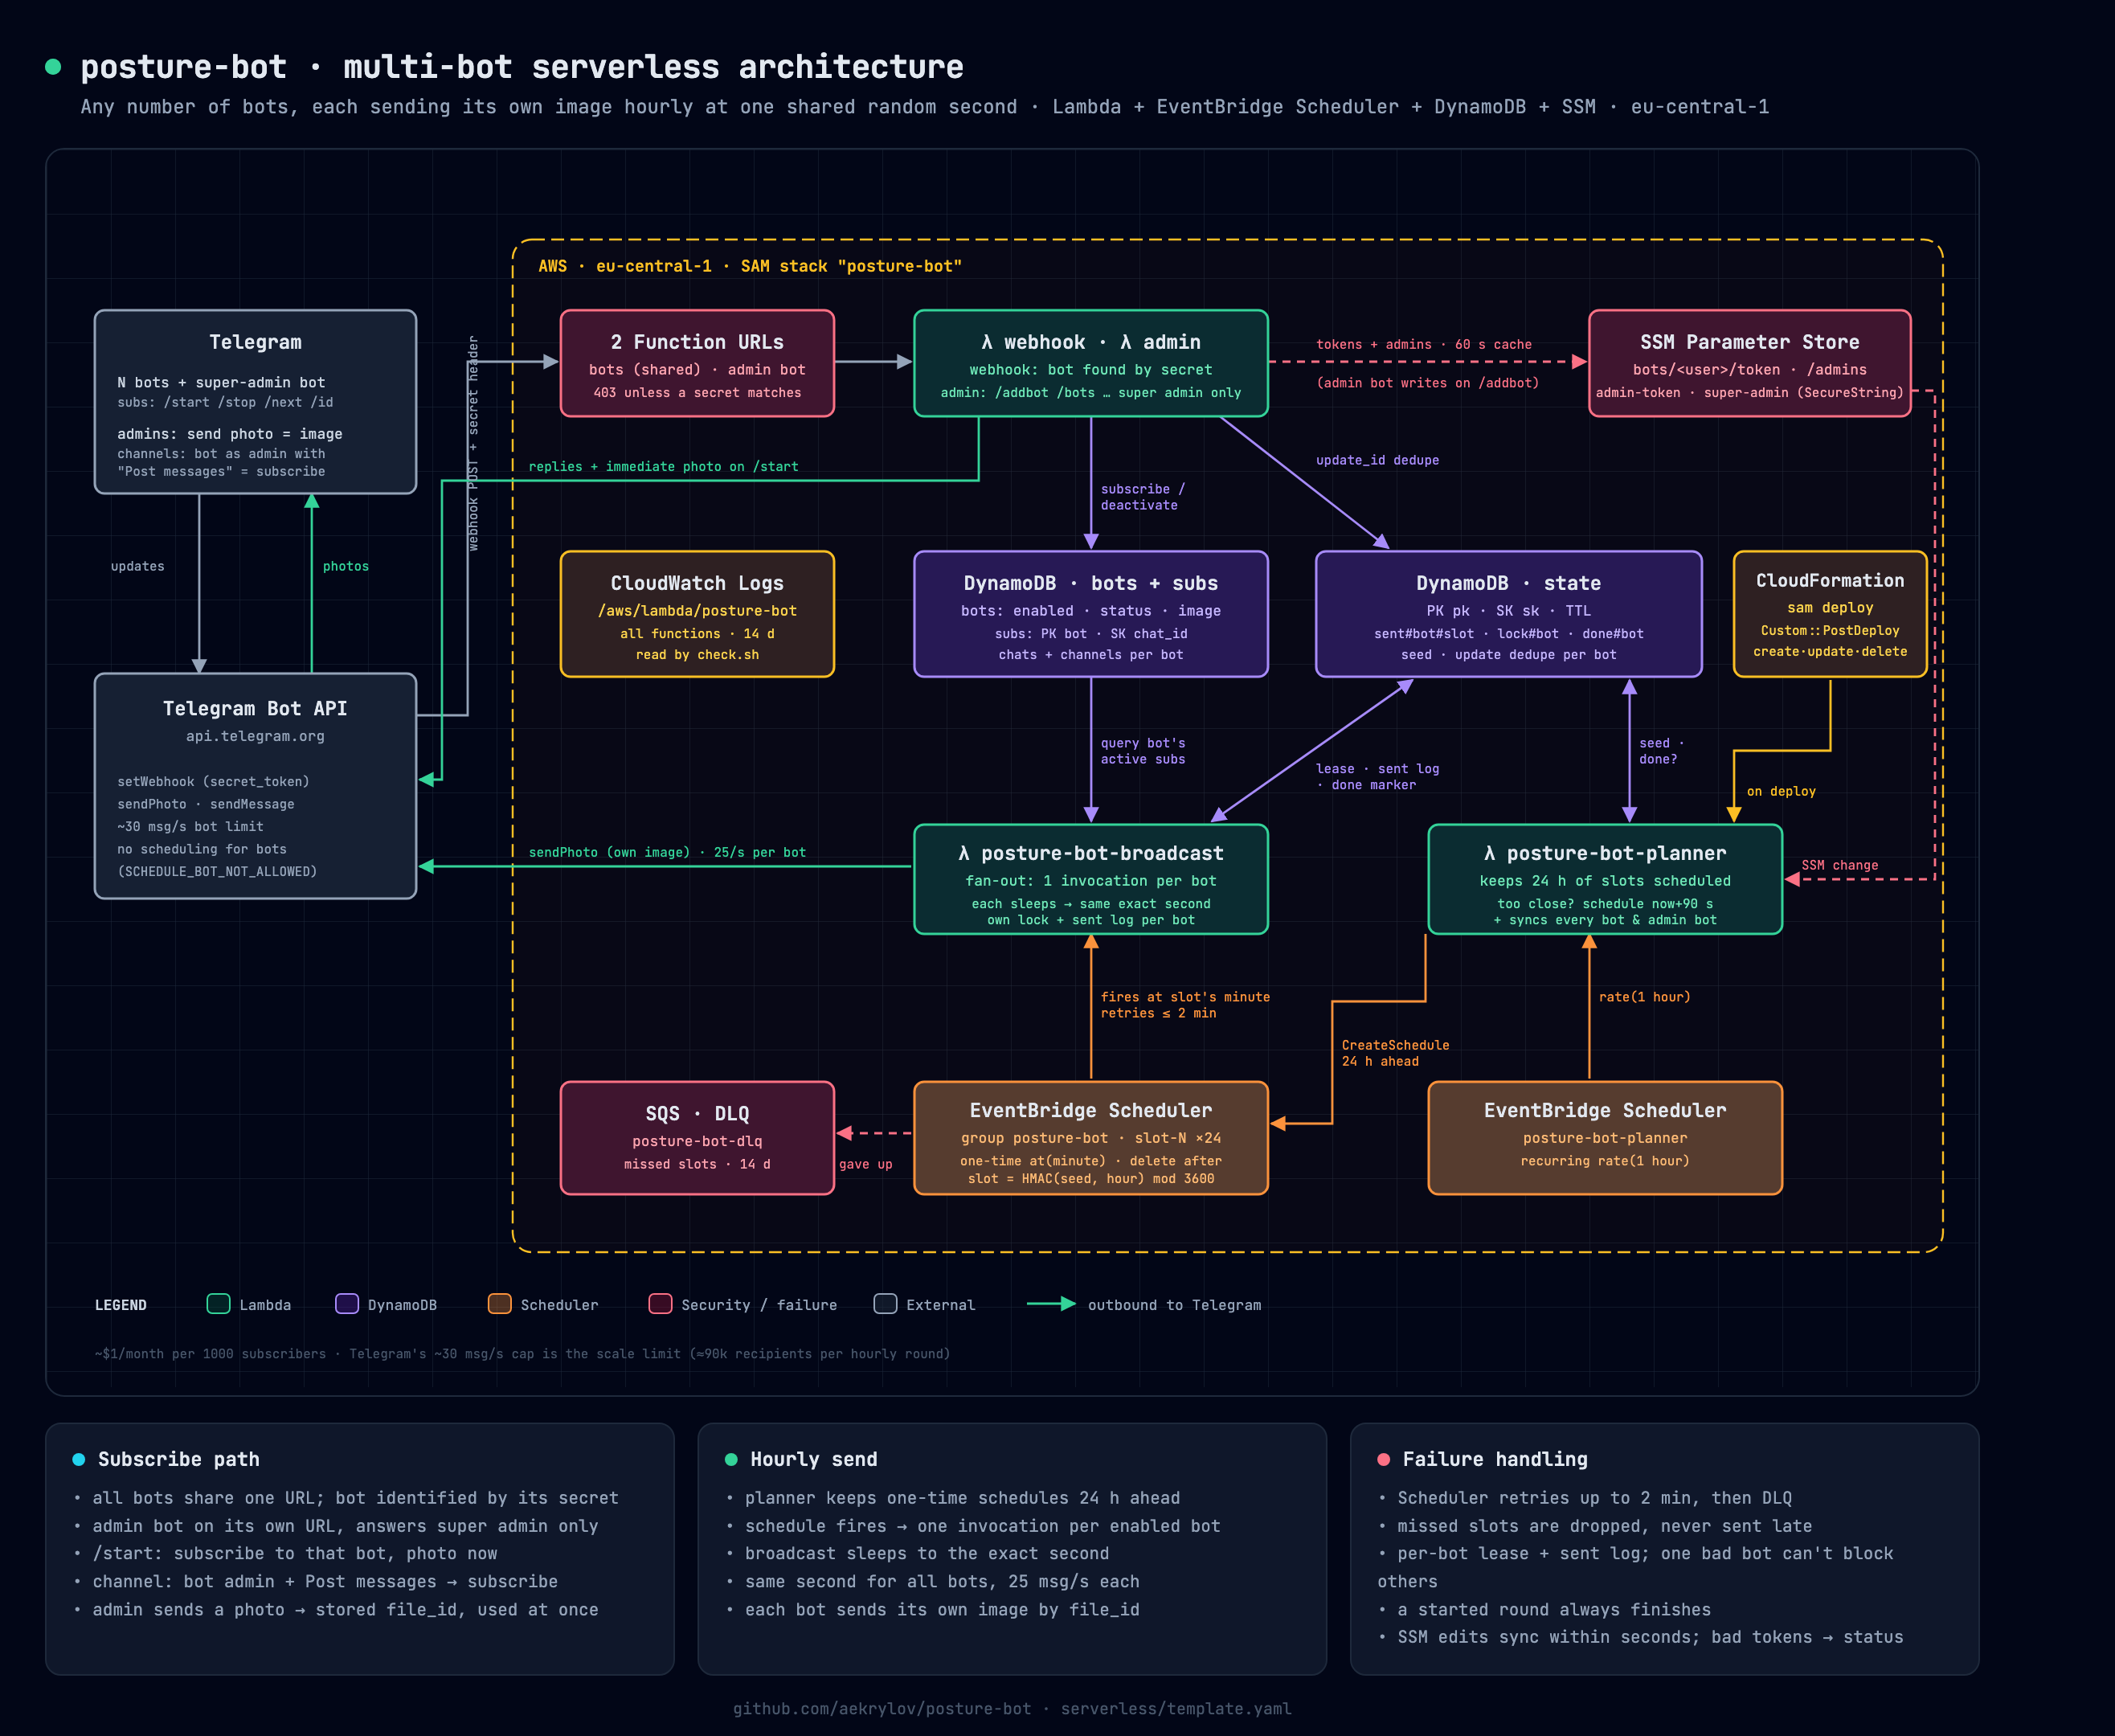 posture-bot · multi-bot serverless architecture
Any number of bots, each sending its own image hourly at one shared random second · Lambda + EventBridge Scheduler + DynamoDB + SSM · eu-central-1
AWS · eu-central-1 · SAM stack "posture-bot"
Telegram
N bots + super-admin bot
subs: /start /stop /next /id
admins: send photo = image
channels: bot as admin with
"Post messages" = subscribe
webhook POST + secret header
2 Function URLs
bots (shared) · admin bot
403 unless a secret matches
λ webhook · λ admin
webhook: bot found by secret
admin: /addbot /bots … super admin only
tokens + admins · 60 s cache
(admin bot writes on /addbot)
SSM Parameter Store
bots/<user>/token · /admins
admin-token · super-admin (SecureString)
replies + immediate photo on /start
subscribe /
deactivate
update_id dedupe
updates
photos
CloudWatch Logs
/aws/lambda/posture-bot
all functions · 14 d
read by check.sh
DynamoDB · bots + subs
bots: enabled · status · image
subs: PK bot · SK chat_id
chats + channels per bot
DynamoDB · state
PK pk · SK sk · TTL
sent#bot#slot · lock#bot · done#bot
seed · update dedupe per bot
CloudFormation
sam deploy
Custom::PostDeploy
create·update·delete
Telegram Bot API
api.telegram.org
setWebhook (secret_token)
sendPhoto · sendMessage
~30 msg/s bot limit
no scheduling for bots
(SCHEDULE_BOT_NOT_ALLOWED)
query bot's
active subs
lease · sent log
· done marker
seed ·
done?
on deploy
sendPhoto (own image) · 25/s per bot
λ posture-bot-broadcast
fan-out: 1 invocation per bot
each sleeps → same exact second
own lock + sent log per bot
λ posture-bot-planner
keeps 24 h of slots scheduled
too close? schedule now+90 s
+ syncs every bot & admin bot
SSM change
fires at slot's minute
retries ≤ 2 min
CreateSchedule
24 h ahead
rate(1 hour)
SQS · DLQ
posture-bot-dlq
missed slots · 14 d
gave up
EventBridge Scheduler
group posture-bot · slot-N ×24
one-time at(minute) · delete after
slot = HMAC(seed, hour) mod 3600
EventBridge Scheduler
posture-bot-planner
recurring rate(1 hour)
LEGEND
Lambda
DynamoDB
Scheduler
Security / failure
External
outbound to Telegram
~$1/month per 1000 subscribers · Telegram's ~30 msg/s cap is the scale limit (≈90k recipients per hourly round)
Subscribe path
• all bots share one URL; bot identified by its secret
• admin bot on its own URL, answers super admin only
• /start: subscribe to that bot, photo now
• channel: bot admin + Post messages → subscribe
• admin sends a photo → stored file_id, used at once
Hourly send
• planner keeps one-time schedules 24 h ahead
• schedule fires → one invocation per enabled bot
• broadcast sleeps to the exact second
• same second for all bots, 25 msg/s each
• each bot sends its own image by file_id
Failure handling
• Scheduler retries up to 2 min, then DLQ
• missed slots are dropped, never sent late
• per-bot lease + sent log; one bad bot can't block
others
• a started round always finishes
• SSM edits sync within seconds; bad tokens → status
github.com/aekrylov/posture-bot · serverless/template.yaml